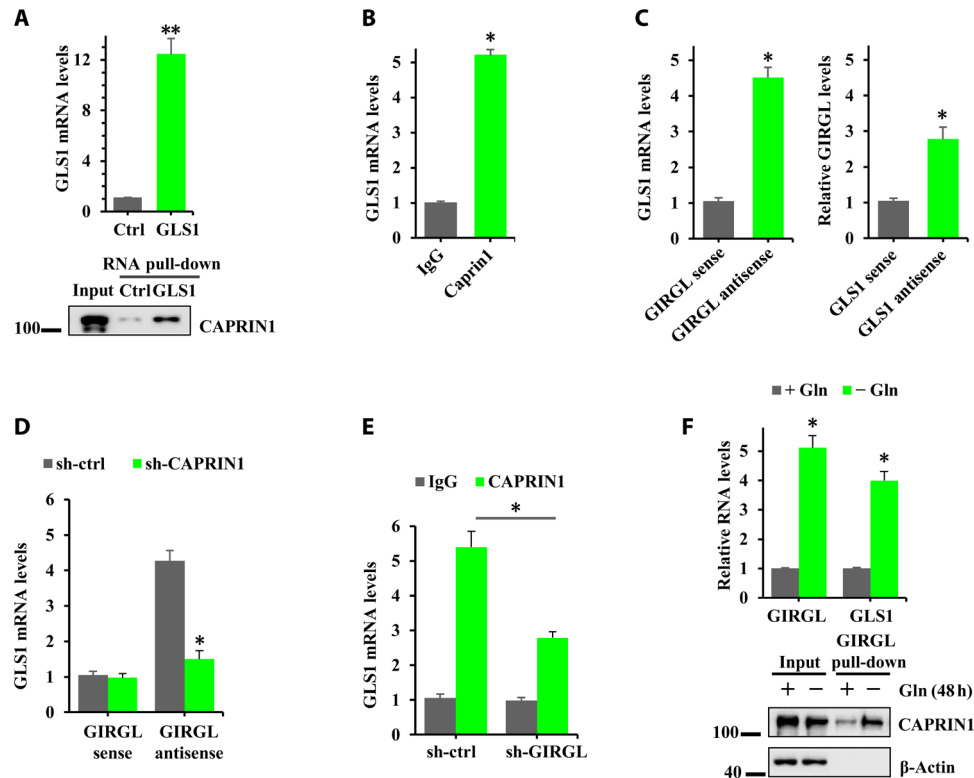 A
GLS1 mRNA levels
**
12
8
4
0
Ctrl GLS1
RNA pull-down
Input Ctrl GLS1
100
CAPRIN1
B
GLS1 mRNA levels
*
6
5
4
3
2
1
0
IgG
Caprin1
C
GLS1 mRNA levels
*
5
4
3
2
1
0
GIRGL sense
GIRGL antisense
Relative GIRGL levels
*
5
4
3
2
1
0
GLS1 sense
GLS1 antisense
D
sh-ctrl sh-CAPRIN1
GLS1 mRNA levels
*
6
5
4
2
1
0
GIRGL sense
GIRGL antisense
E
IgG CAPRIN1
GLS1 mRNA levels
*
6
5
4
3
2
1
0
sh-ctrl sh-GIRGL
+ Gln − Gln
F
Relative RNA levels
*
*
5
4
3
2
1
0
GIRGL GLS1
GIRGL
Input pull-down
+ − + − Gln (48 h)
100
CAPRIN1
40
β-Actin